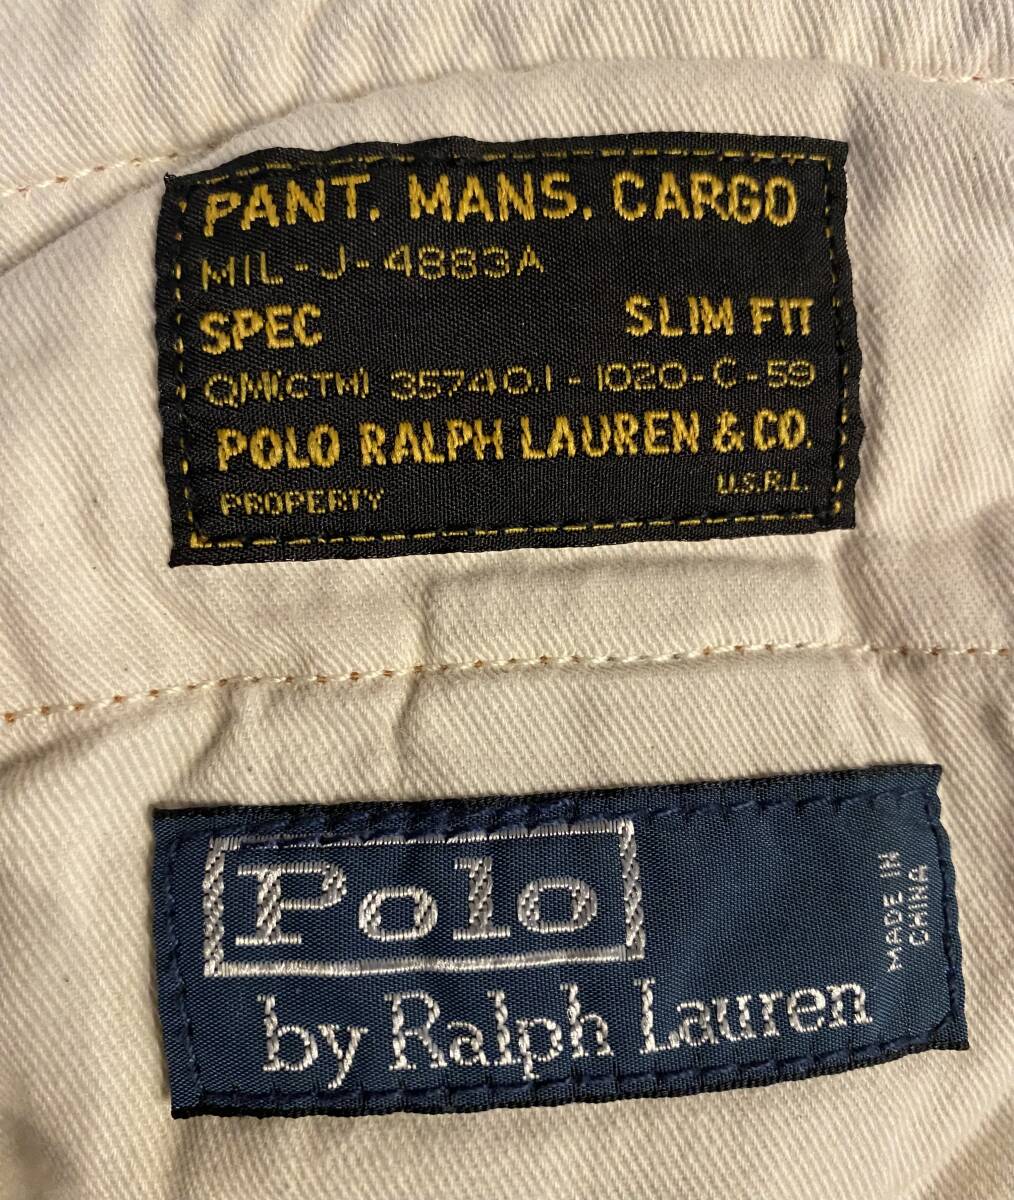 PANT. MANS. CARGO
MIL-J-4883A
SPEC SLIM FIT
QM(CTM) 35740.1-1020-C-59
POLO RALPH LAUREN & CO.
PROPERTY U.S.R.L.
Polo
by Ralph Lauren
MADE IN
CHINA